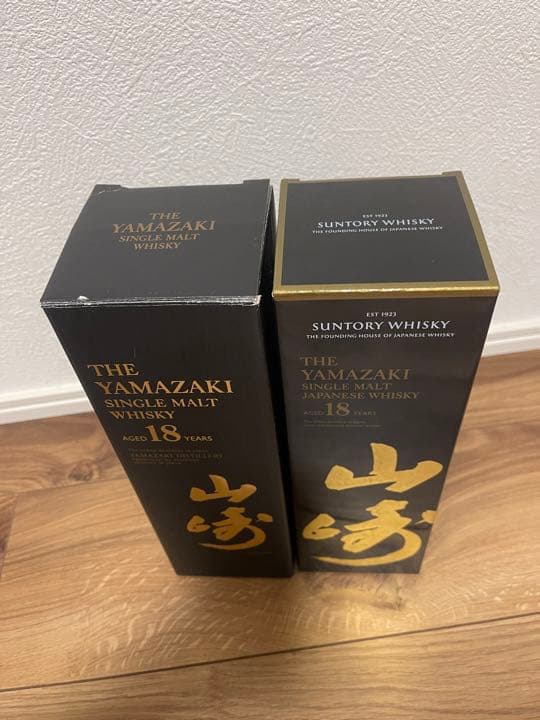 THE
YAMAZAKI
SINGLE MALT
WHISKY
THE
YAMAZAKI
SINGLE MALT
WHISKY
AGED 18 YEARS
YAMAZAKI DISTILLERY
山崎
EST 1923
SUNTORY WHISKY
THE FOUNDING HOUSE OF JAPANESE WHISKY
EST 1923
SUNTORY WHISKY
THE FOUNDING HOUSE OF JAPANESE WHISKY
THE
YAMAZAKI
SINGLE MALT
JAPANESE WHISKY
AGED 18 YEARS
山崎